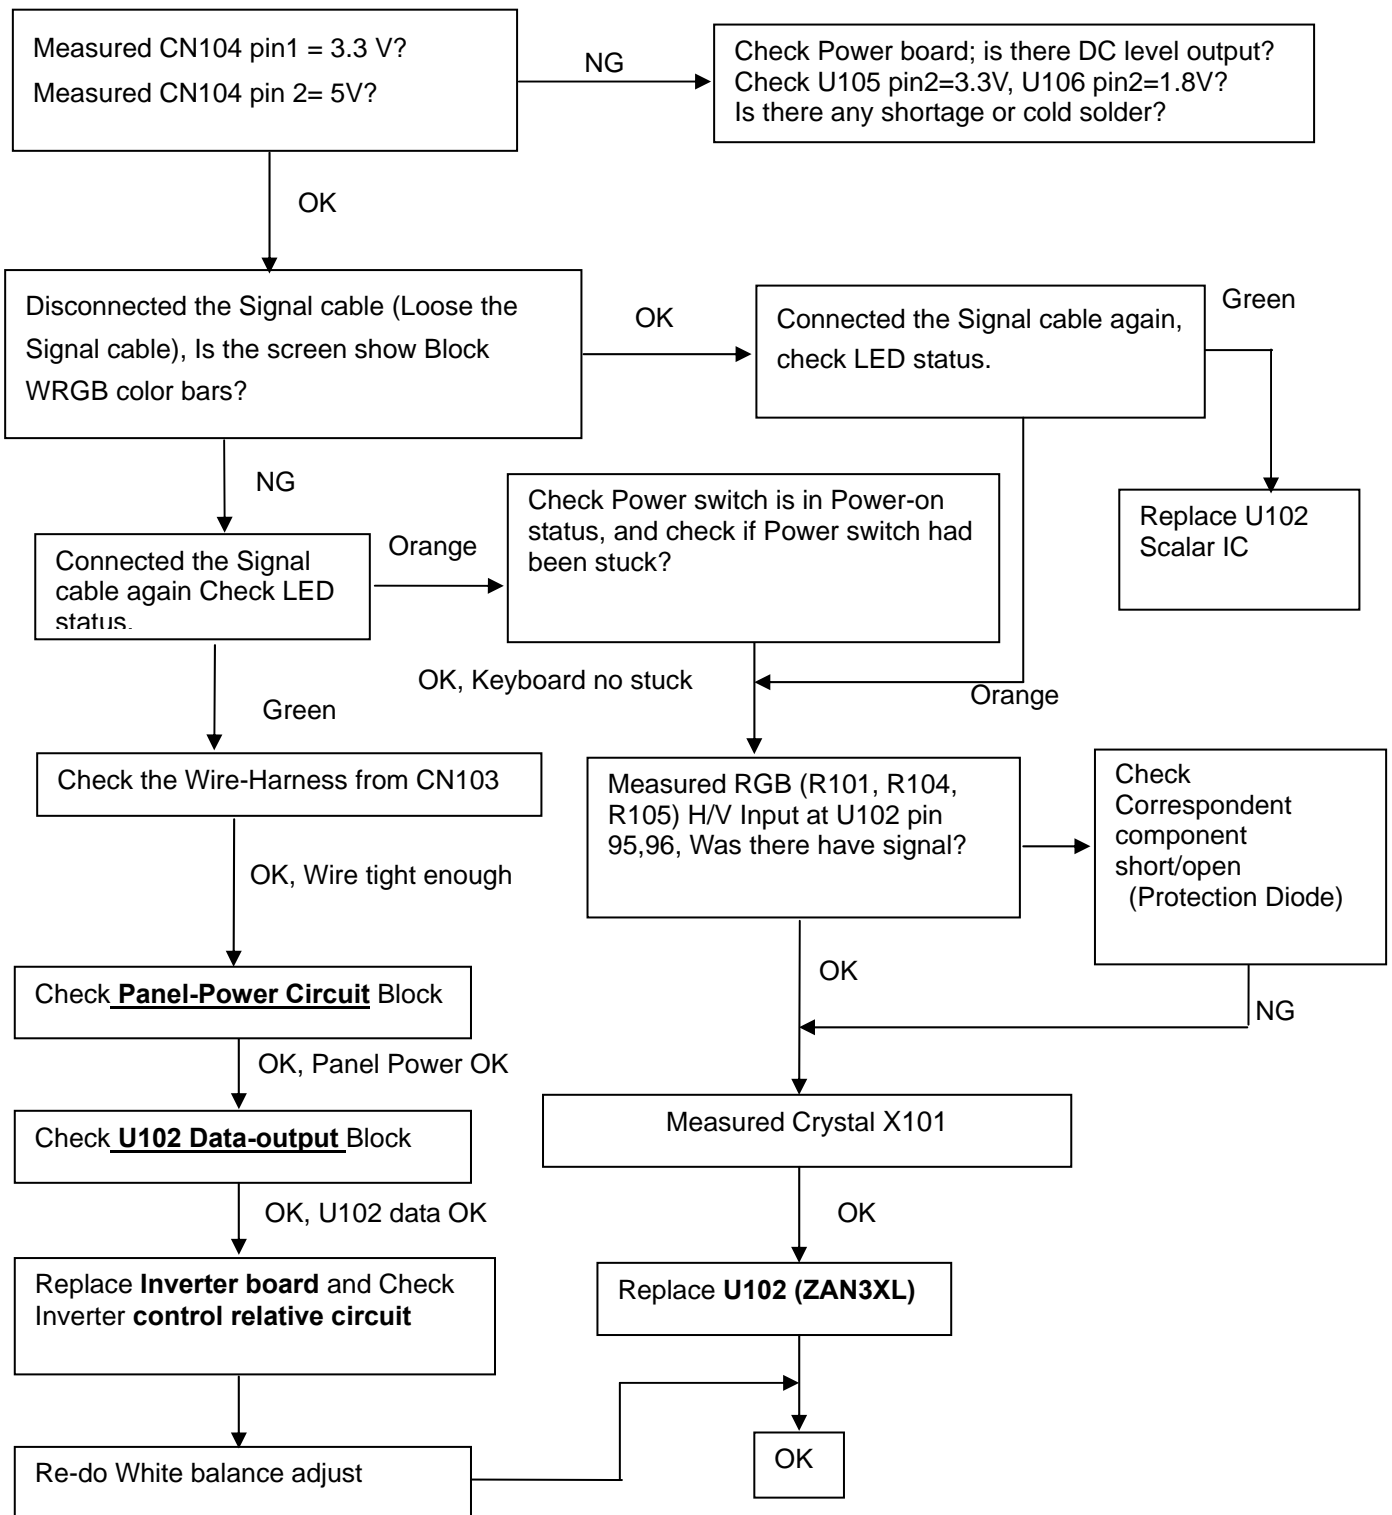 Measured CN104 pin1 = 3.3 V?
Measured CN104 pin 2= 5V?
NG
Check Power board; is there DC level output?
Check U105 pin2=3.3V, U106 pin2=1.8V?
Is there any shortage or cold solder?
OK
Disconnected the Signal cable (Loose the
Signal cable), Is the screen show Block
WRGB color bars?
OK
Connected the Signal cable again,
check LED status.
Green
Replace U102
Scalar IC
NG
Connected the Signal
cable again Check LED
status.
Orange
Check Power switch is in Power-on
status, and check if Power switch had
been stuck?
OK, Keyboard no stuck
Orange
Green
Check the Wire-Harness from CN103
Measured RGB (R101, R104,
R105) H/V Input at U102 pin
95,96, Was there have signal?
Check
Correspondent
component
short/open
(Protection Diode)
OK, Wire tight enough
OK
NG
Check Panel-Power Circuit Block
OK, Panel Power OK
Measured Crystal X101
Check U102 Data-output Block
OK, U102 data OK
OK
Replace Inverter board and Check
Inverter control relative circuit
Replace U102 (ZAN3XL)
Re-do White balance adjust
OK